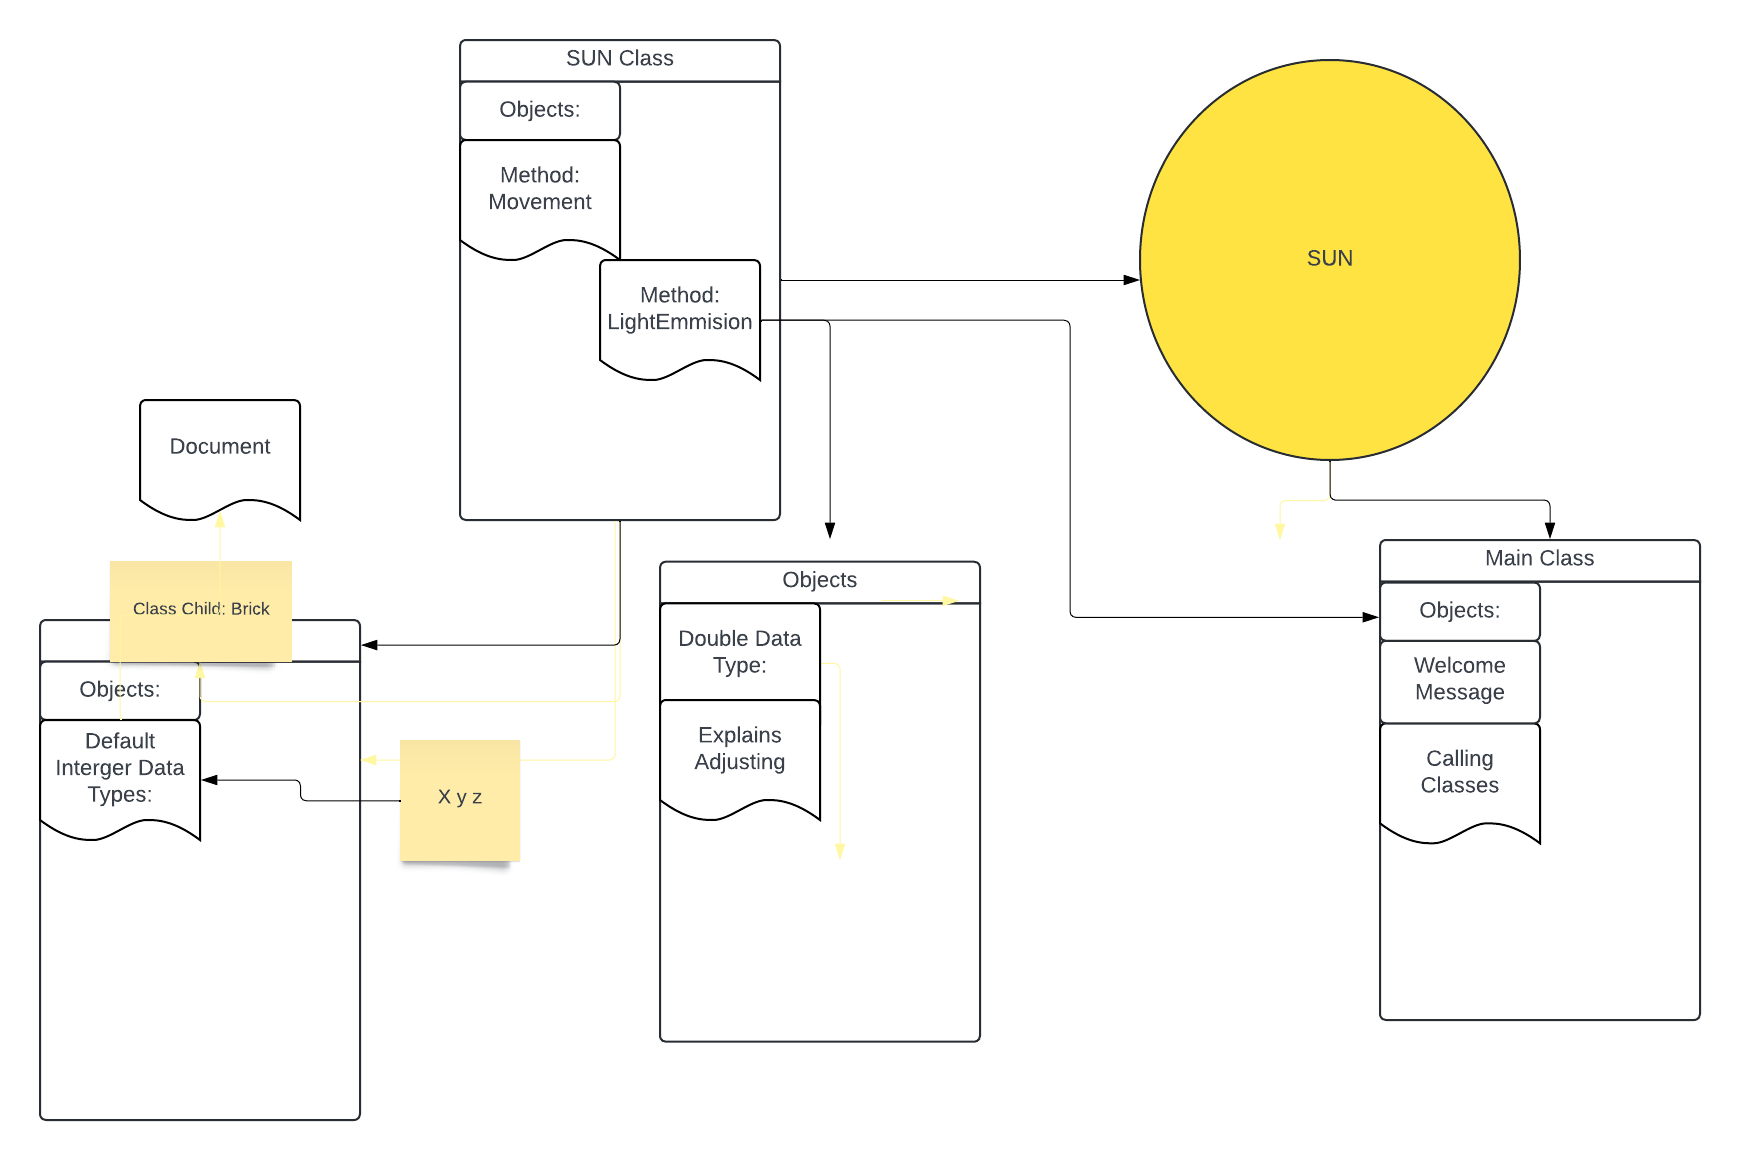 SUN Class
Objects:
Method:
Movement
Method:
LightEmmision
SUN
Document
Class Child: Brick
Objects:
Default
Interger Data
Types:
X y z
Objects
Double Data
Type:
Explains
Adjusting
Main Class
Objects:
Welcome
Message
Calling
Classes